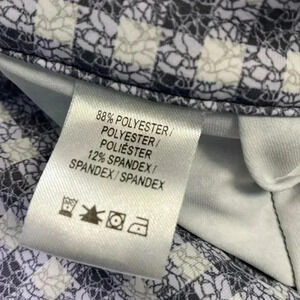 88% POLYESTER/
POLYESTER/
POLIÉSTER
12% SPANDEX/
SPANDEX/ SPANDEX